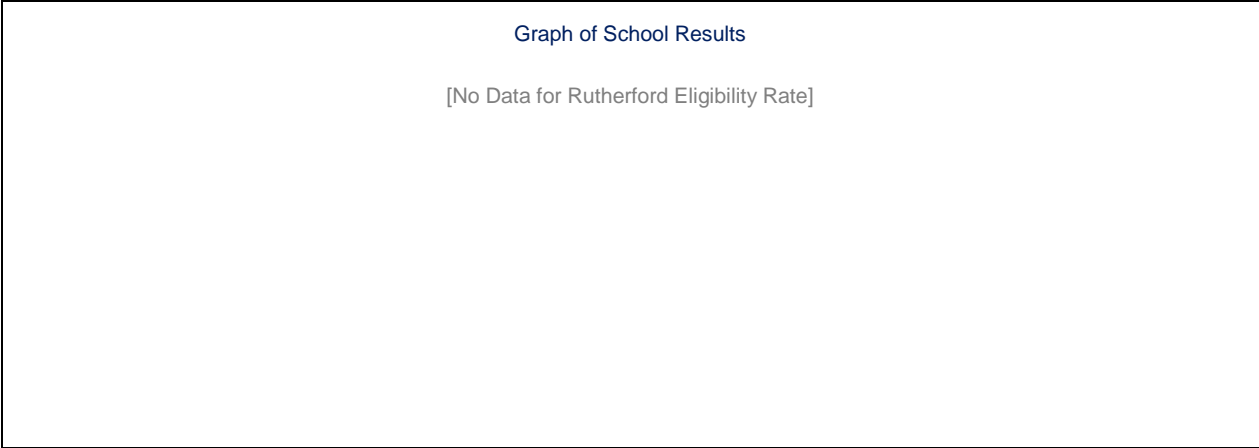 Graph of School Results
[No Data for Rutherford Eligibility Rate]